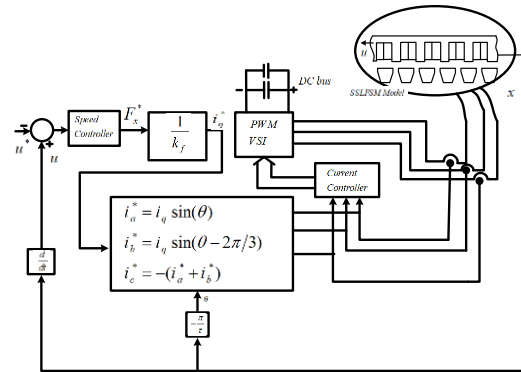 DC bus
u
SSLFSM Model
x
Speed
Controller
F*x
1
kf
i*q
PWM
VSI
− +
Current
Controller
−
u*
+
u
i*a = iq sin(θ)
i*b = iq sin(θ − 2π/3)
i*c = −(i*a + i*b)
d
dt
π
τ